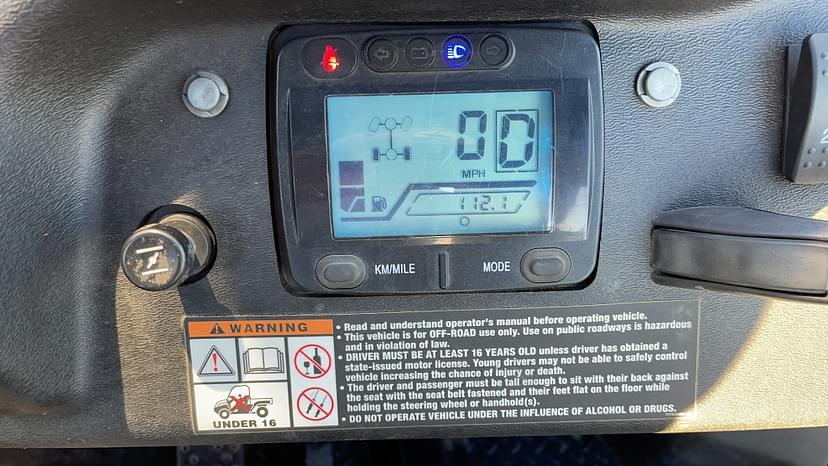 0 D
MPH
112.1
KM/MILE MODE
WARNING
UNDER 16
• Read and understand operator's manual before operating vehicle.
• This vehicle is for OFF-ROAD use only. Use on public roadways is hazardous
and in violation of law.
• DRIVER MUST BE AT LEAST 16 YEARS OLD unless driver has obtained a
state-issued motor license. Young drivers may not be able to safely control
vehicle increasing the chance of injury or death.
• The driver and passenger must be tall enough to sit with their back against
the seat with the seat belt fastened and their feet flat on the floor while
holding the steering wheel or handhold(s).
• DO NOT OPERATE VEHICLE UNDER THE INFLUENCE OF ALCOHOL OR DRUGS.
2